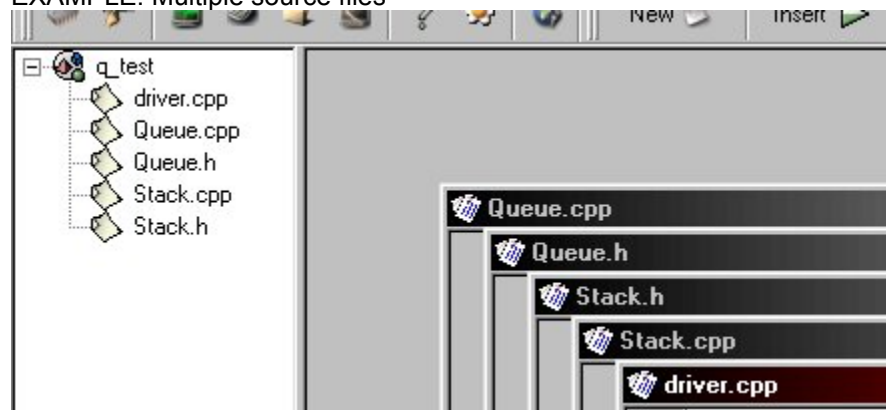 EXAMPLE: Multiple source files
New Insert
q_test
driver.cpp
Queue.cpp
Queue.h
Stack.cpp
Stack.h
Queue.cpp
Queue.h
Stack.h
Stack.cpp
driver.cpp